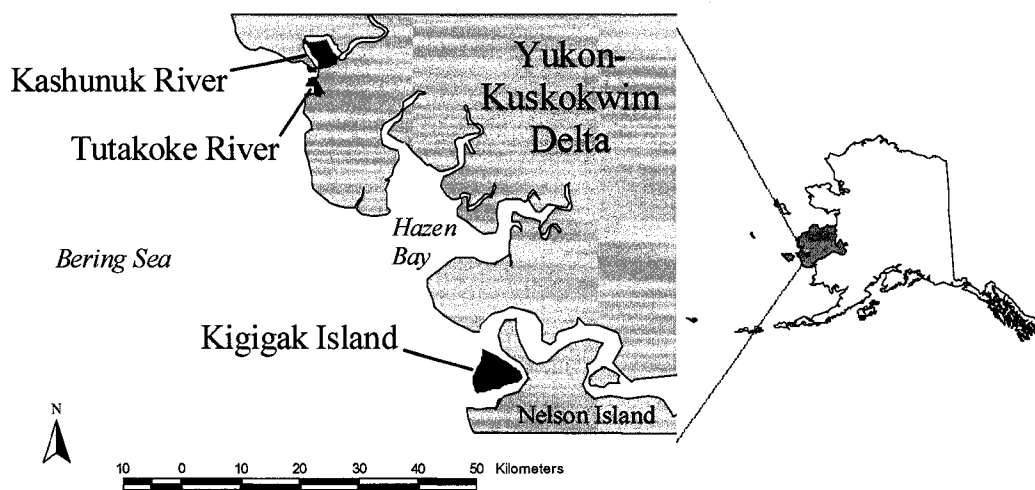 Kashunuk River
Tutakoke River
Yukon-
Kuskokwim
Delta
Hazen
Bay
Bering Sea
Kigigak Island
Nelson Island
N
10 0 10 20 30 40 50 Kilometers